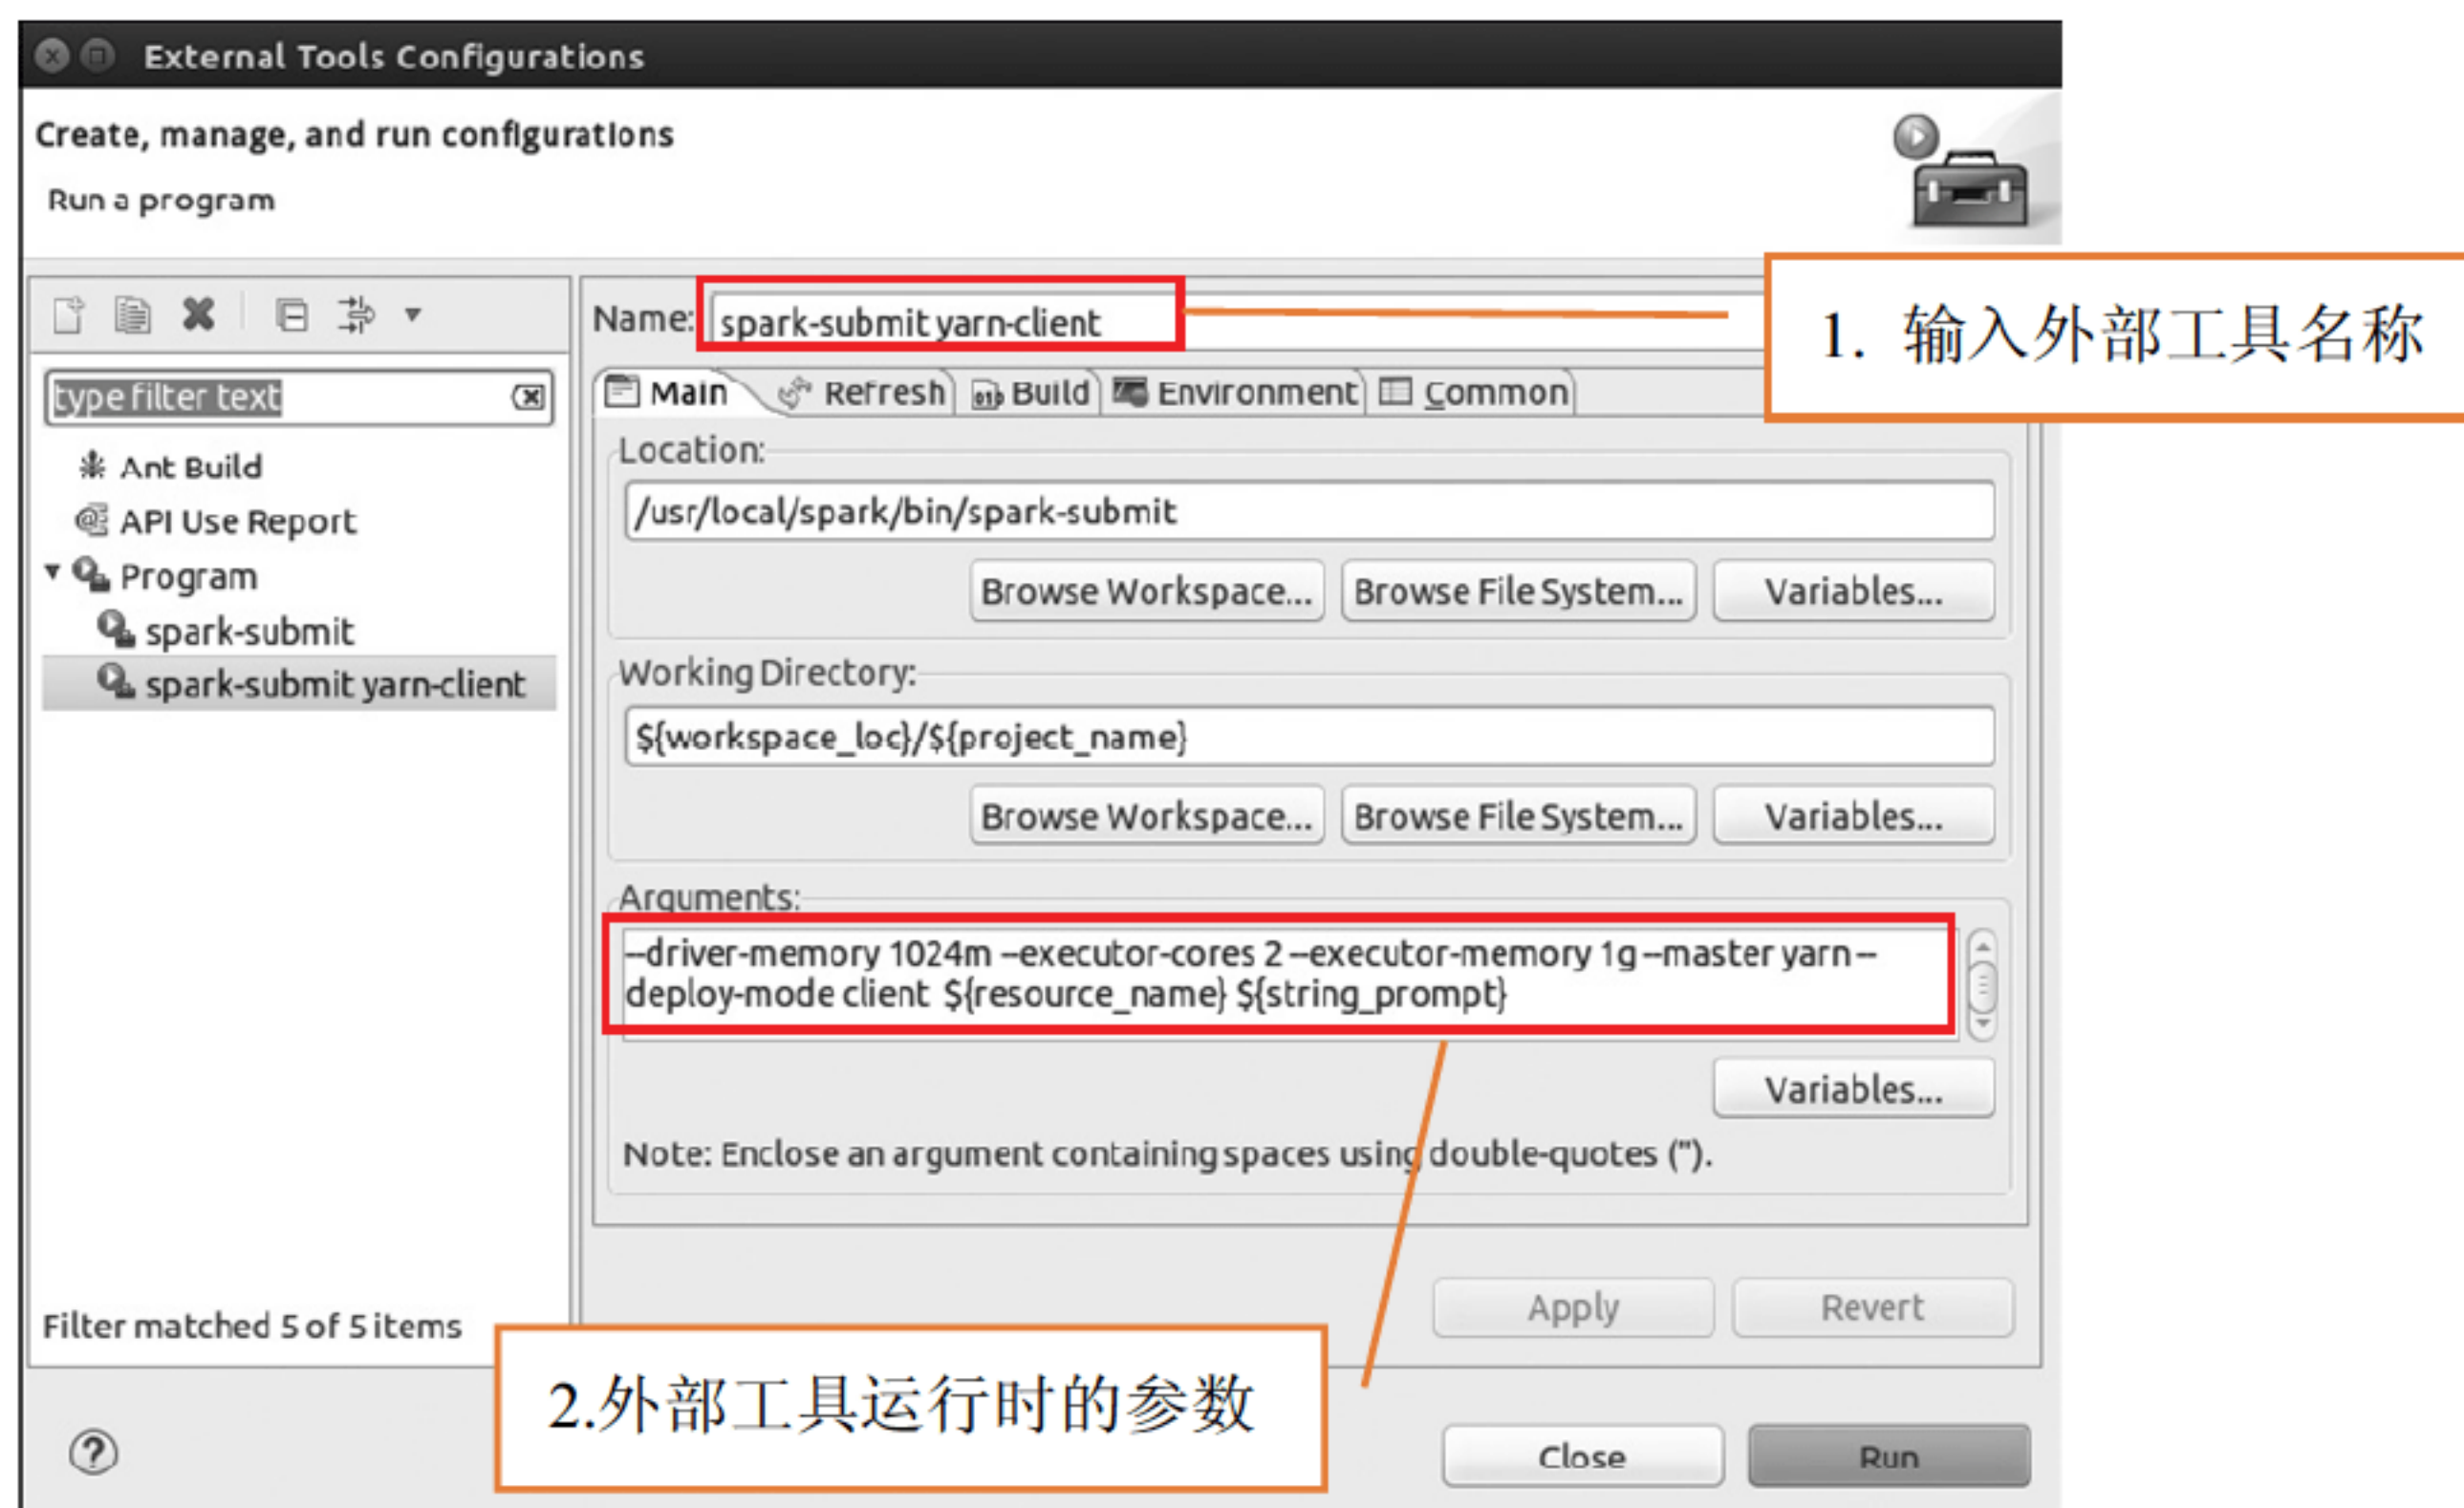 External Tools Configurations
Create, manage, and run configurations
Run a program
Name: spark-submit yarn-client
1. 输入外部工具名称
type filter text
Main Refresh Build Environment Common
Location:
Ant Build
/usr/local/spark/bin/spark-submit
API Use Report
Program
Browse Workspace... Browse File System... Variables...
spark-submit
spark-submit yarn-client
Working Directory:
${workspace_loc}/${project_name}
Browse Workspace... Browse File System... Variables...
Arguments:
--driver-memory 1024m --executor-cores 2 --executor-memory 1g --master yarn --
deploy-mode client ${resource_name} ${string_prompt}
Variables...
Note: Enclose an argument containing spaces using double-quotes (").
Apply Revert
Filter matched 5 of 5 items
2.外部工具运行时的参数
Close Run